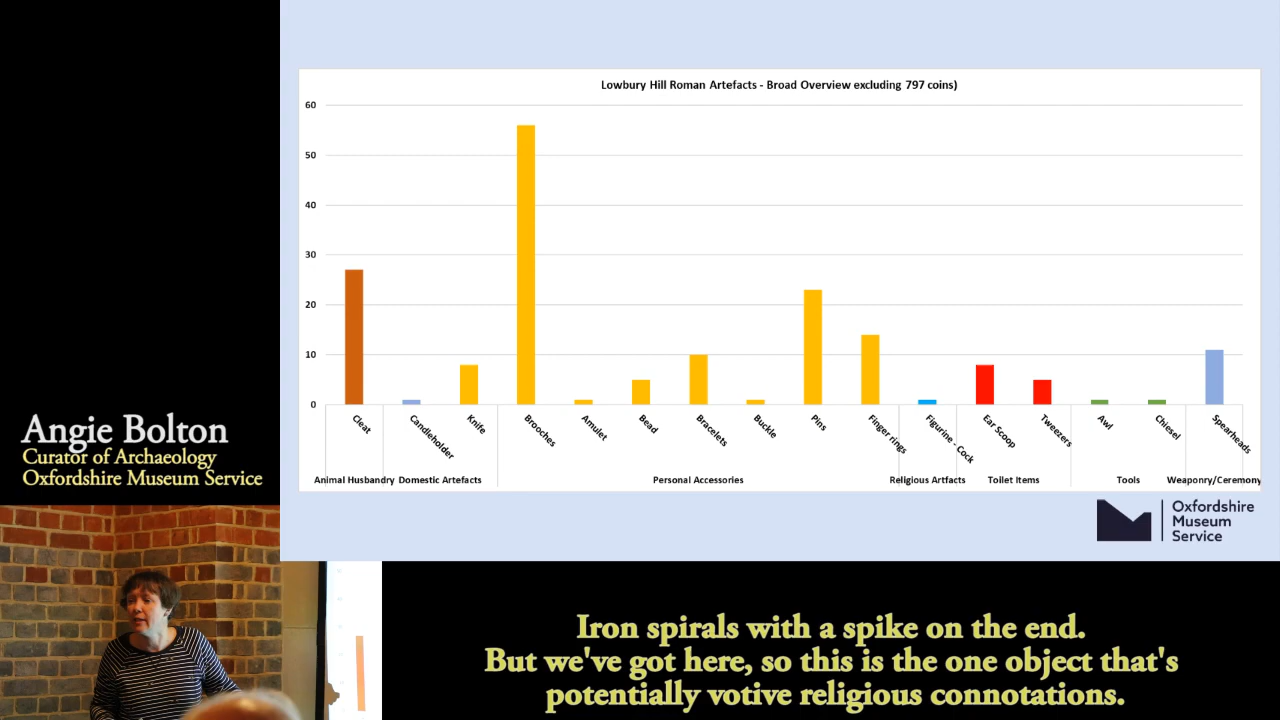 Lowbury Hill Roman Artefacts - Broad Overview excluding 797 coins)
60
50
40
30
20
10
0
Cleat
Candleholder
Knife
Brooches
Amulet
Bead
Bracelets
Buckle
Pins
Finger rings
Figurine - Cock
Ear Scoop
Tweezers
Awl
Chiesel
Spearheads
Animal Husbandry
Domestic Artefacts
Personal Accessories
Religious Artfacts
Toilet Items
Tools
Weaponry/Ceremony
Oxfordshire
Museum
Service
Angie Bolton
Curator of Archaeology
Oxfordshire Museum Service
Iron spirals with a spike on the end.
But we've got here, so this is the one object that's
potentially votive religious connotations.